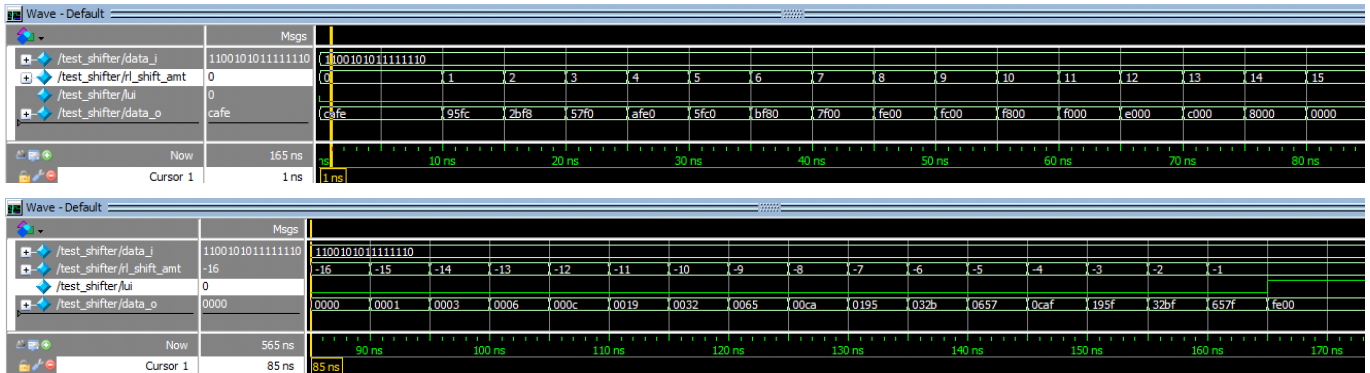 Wave - Default
Msgs
/test_shifter/data_i 1100101011111110 1100101011111110
/test_shifter/rl_shift_amt 0 0 1 2 3 4 5 6 7 8 9 10 11 12 13 14 15
/test_shifter/lui 0
/test_shifter/data_o cafe cafe 95fc 2bf8 57f0 afe0 5fc0 bf80 7f00 fe00 fc00 f800 f000 e000 c000 8000 0000
Now 165 ns ns 10 ns 20 ns 30 ns 40 ns 50 ns 60 ns 70 ns 80 ns
Cursor 1 1 ns 1 ns
Wave - Default
Msgs
/test_shifter/data_i 1100101011111110 1100101011111110
/test_shifter/rl_shift_amt -16 -16 -15 -14 -13 -12 -11 -10 -9 -8 -7 -6 -5 -4 -3 -2 -1
/test_shifter/lui 0
/test_shifter/data_o 0000 0000 0001 0003 0006 000c 0019 0032 0065 00ca 0195 032b 0657 0caf 195f 32bf 657f fe00
Now 565 ns 90 ns 100 ns 110 ns 120 ns 130 ns 140 ns 150 ns 160 ns 170 ns
Cursor 1 85 ns 85 ns